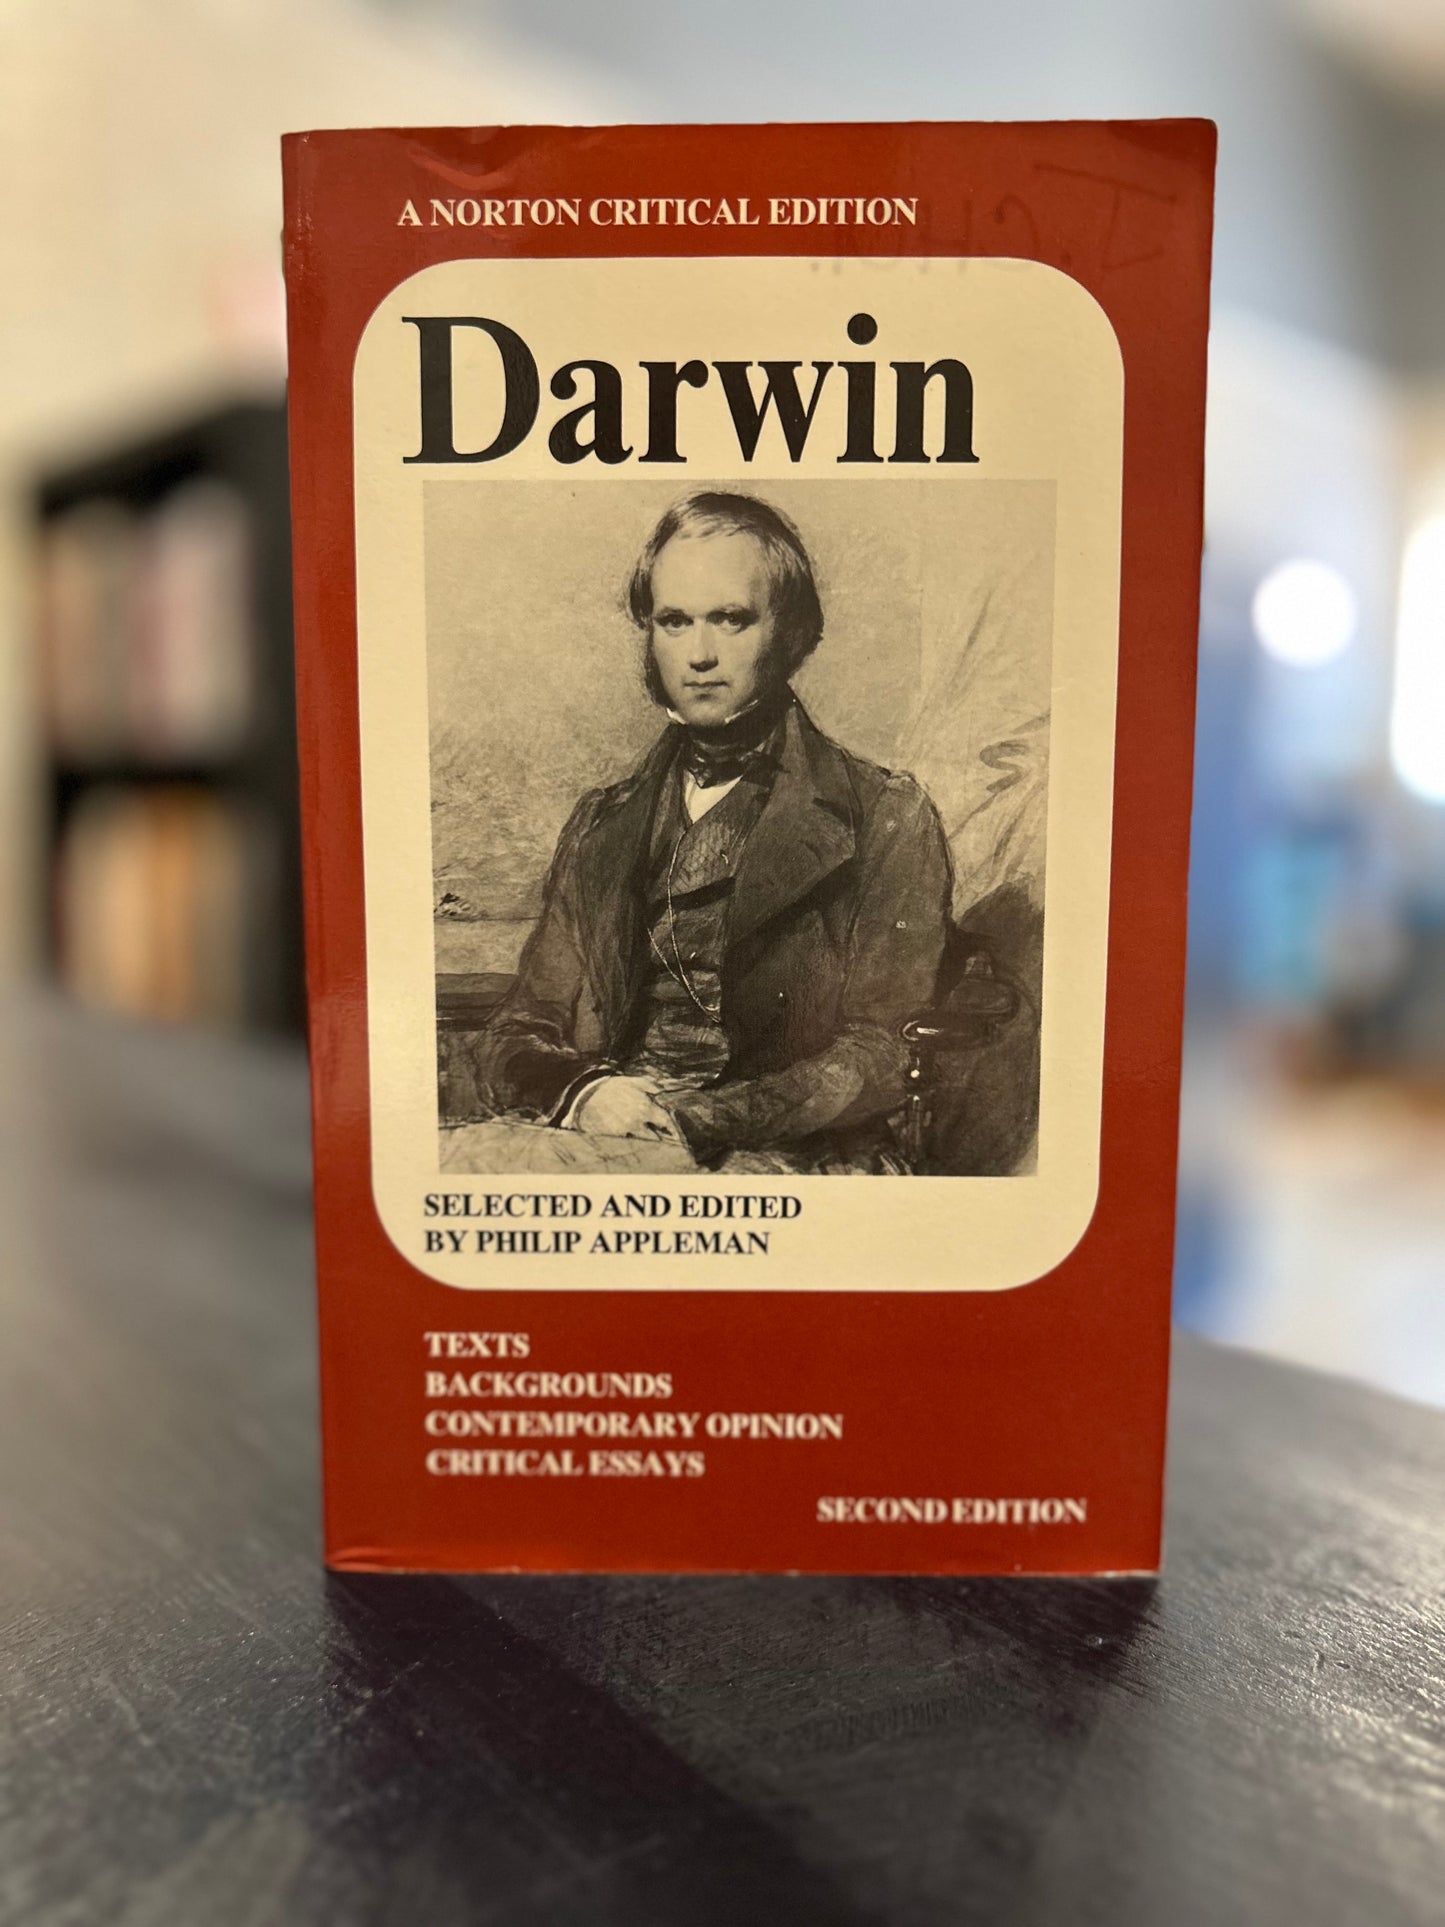 A NORTON CRITICAL EDITION
Darwin
SELECTED AND EDITED
BY PHILIP APPLEMAN
TEXTS
BACKGROUNDS
CONTEMPORARY OPINION
CRITICAL ESSAYS
SECOND EDITION